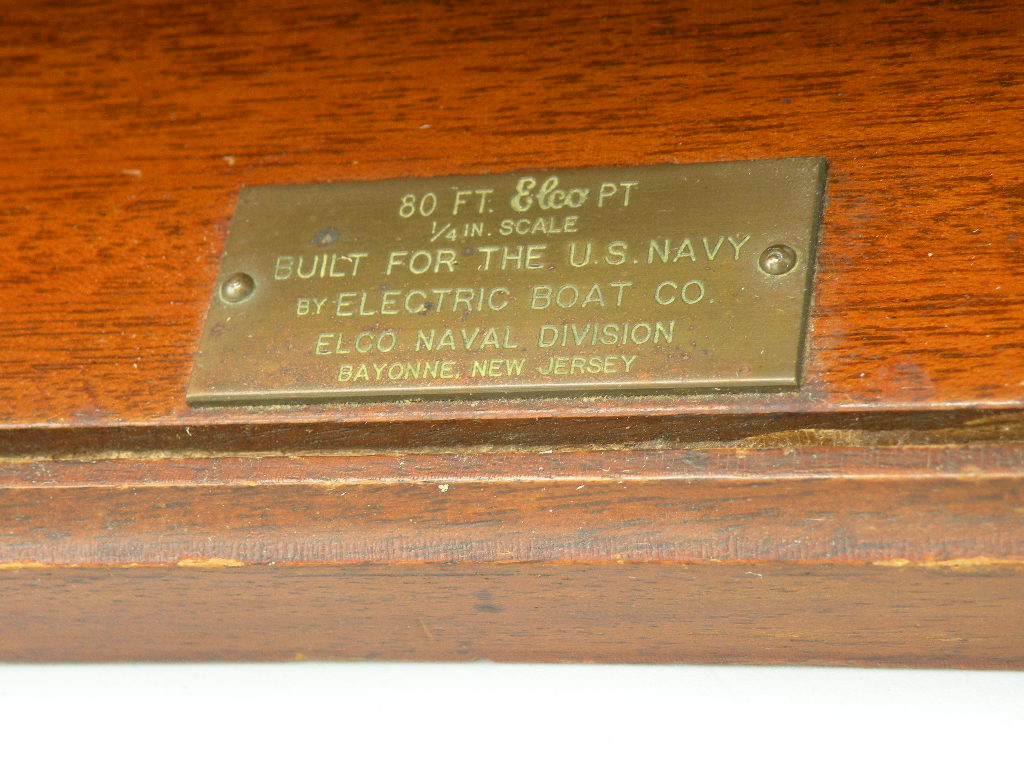 80 FT. Elco PT
1/4 IN. SCALE
BUILT FOR THE U.S. NAVY
BY ELECTRIC BOAT CO.
ELCO NAVAL DIVISION
BAYONNE, NEW JERSEY